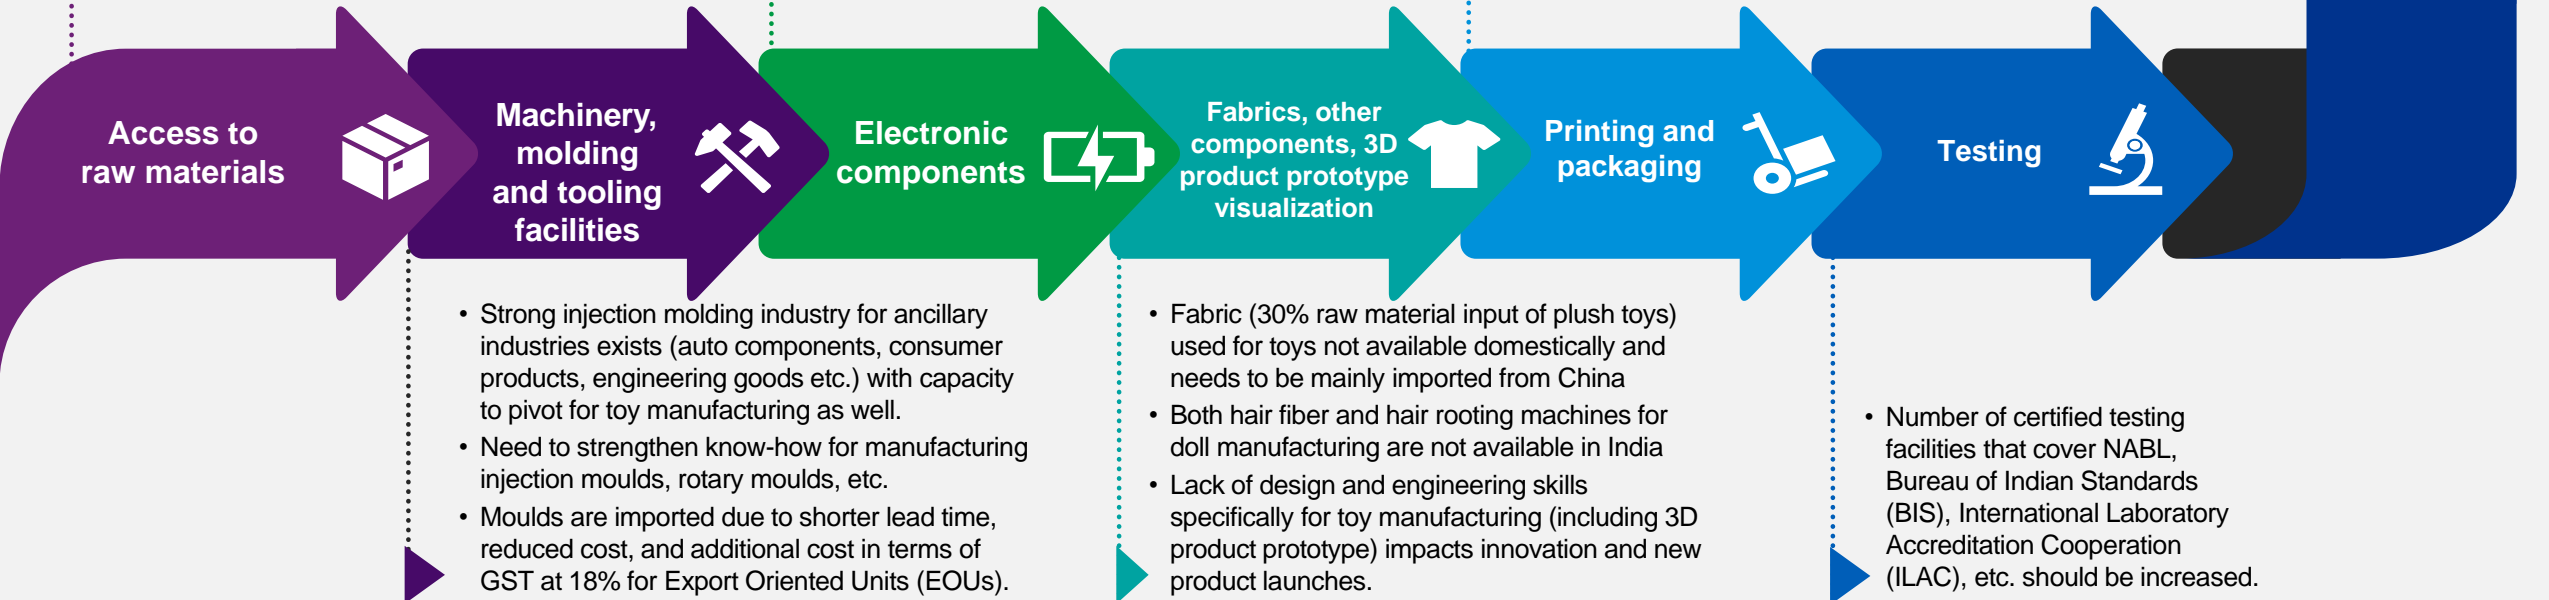 Access to
raw materials
Machinery,
molding
and tooling
facilities
Electronic
components
Fabrics, other
components, 3D
product prototype
visualization
Printing and
packaging
Testing
• Strong injection molding industry for ancillary
industries exists (auto components, consumer
products, engineering goods etc.) with capacity
to pivot for toy manufacturing as well.
• Need to strengthen know-how for manufacturing
injection moulds, rotary moulds, etc.
• Moulds are imported due to shorter lead time,
reduced cost, and additional cost in terms of
GST at 18% for Export Oriented Units (EOUs).
• Fabric (30% raw material input of plush toys)
used for toys not available domestically and
needs to be mainly imported from China
• Both hair fiber and hair rooting machines for
doll manufacturing are not available in India
• Lack of design and engineering skills
specifically for toy manufacturing (including 3D
product prototype) impacts innovation and new
product launches.
• Number of certified testing
facilities that cover NABL,
Bureau of Indian Standards
(BIS), International Laboratory
Accreditation Cooperation
(ILAC), etc. should be increased.